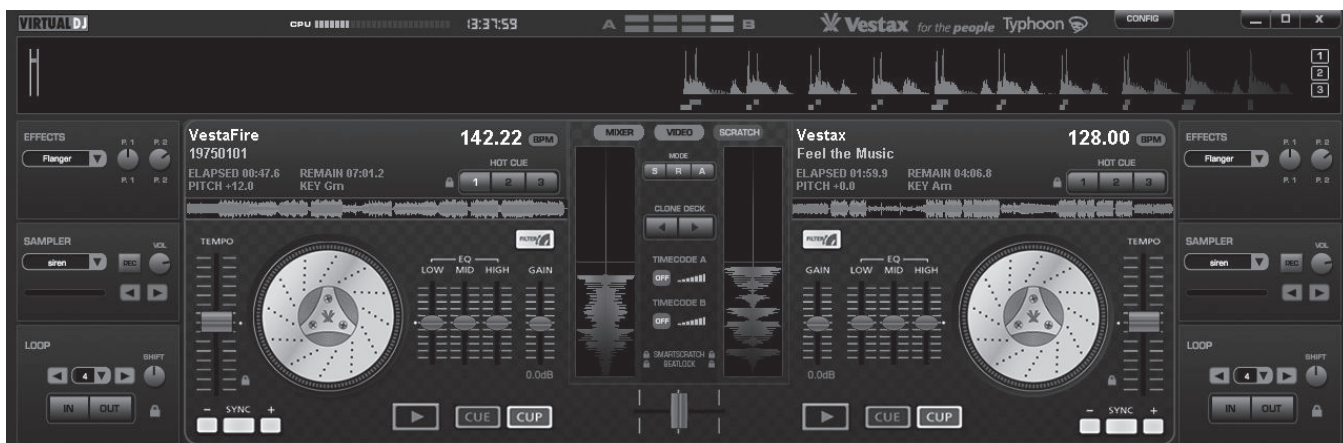 VIRTUALDJ CPU 13:37:59 A B Vestax for the people Typhoon CONFIG X
1
2
3
EFFECTS P. 1 P. 2
Flanger
P. 1 P. 2
SAMPLER VOL
siren REC
LOOP SHIFT
4
IN OUT
VestaFire 142.22 BPM
19750101 HOT CUE
ELAPSED 00:47.6 REMAIN 07:01.2 1 2 3
PITCH +12.0 KEY Gm
TEMPO FILTER
EQ
LOW MID HIGH GAIN
0.0dB
- SYNC + CUE CUP
MIXER VIDEO SCRATCH
MODE
S R A
CLONE DECK
TIMECODE A
OFF
TIMECODE B
OFF
SMARTSCRATCH
BEATLOCK
Vestax 128.00 BPM
Feel the Music HOT CUE
ELAPSED 01:59.9 REMAIN 04:06.8 1 2 3
PITCH +0.0 KEY Am
FILTER TEMPO
EQ
GAIN LOW MID HIGH
0.0dB
CUE CUP - SYNC +
EFFECTS P. 1 P. 2
Flanger
P. 1 P. 2
SAMPLER VOL
siren REC
LOOP SHIFT
4
IN OUT